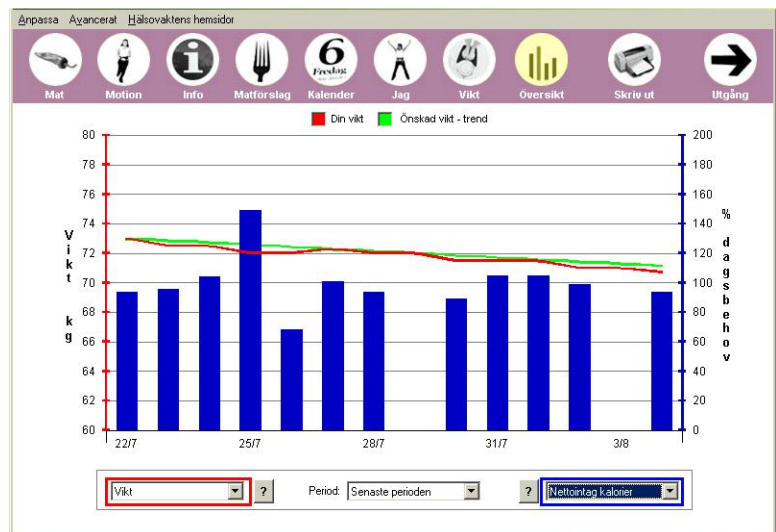 Anpassa Avancerat Hälsovaktens hemsidor
6
Fredag
Mat Motion Info Matförslag Kalender Jag Vikt Översikt Skriv ut Utgång
Din vikt Önskad vikt - trend
80 200
78 180
76 160
74 140
72 120
70 100
68 80
66 60
64 40
62 20
60 0
Vikt kg
% dagsbehov
22/7 25/7 28/7 31/7 3/8
Vikt ? Period: Senaste perioden ? Nettointag kalorier